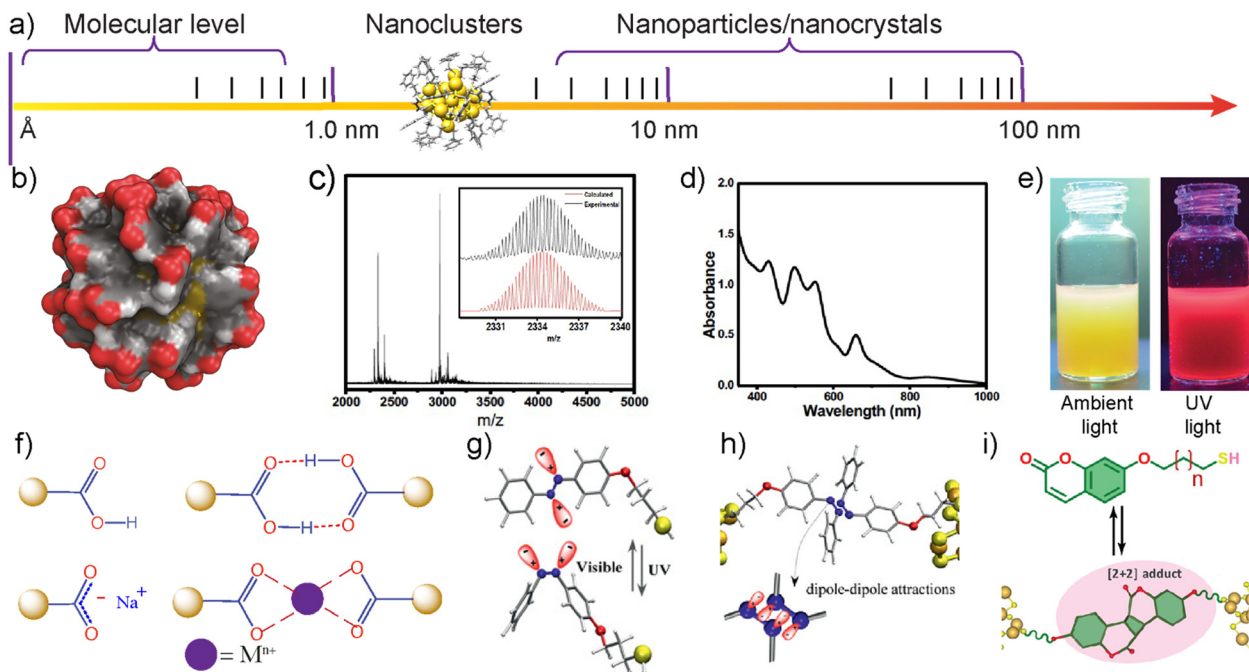 a)
Molecular level
Nanoclusters
Nanoparticles/nanocrystals
Å
1.0 nm
10 nm
100 nm
b)
c)
Calculated
Experimental
2331 2334 2337 2340
m/z
2000 2500 3000 3500 4000 4500 5000
m/z
d)
2.0
1.5
1.0
0.5
0.0
Absorbance
400 600 800 1000
Wavelength (nm)
e)
Ambient
light
UV
light
f)
O
O H
O H O
O H O
O
O
- Na+
O O
O O
= Mn+
g)
Visible
UV
h)
dipole-dipole attractions
i)
O O O SH
n
[2+2] adduct